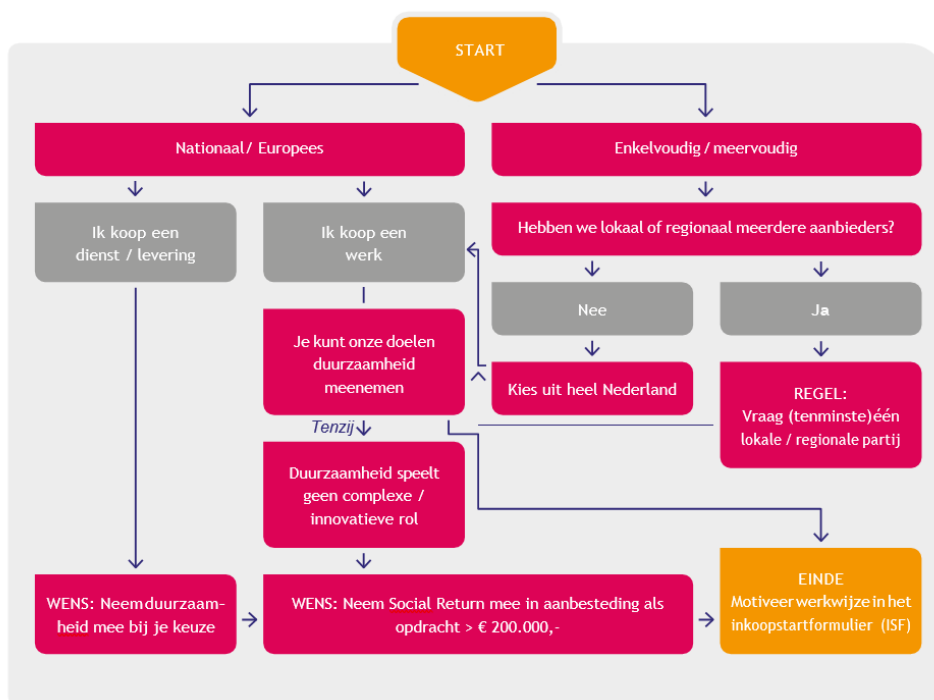 START
Nationaal / Europees
Enkelvoudig / meervoudig
Ik koop een
dienst / levering
Ik koop een
werk
Hebben we lokaal of regionaal meerdere aanbieders?
Nee
Ja
Je kunt onze doelen
duurzaamheid
meenemen
Kies uit heel Nederland
REGEL:
Vraag (tenminste)één
lokale / regionale partij
Tenzij
Duurzaamheid speelt
geen complexe /
innovatieve rol
WENS: Neem duurzaam-
heid mee bij je keuze
WENS: Neem Social Return mee in aanbesteding als
opdracht > € 200.000,-
EINDE
Motiveer werkwijze in het
inkoopstartformulier (ISF)